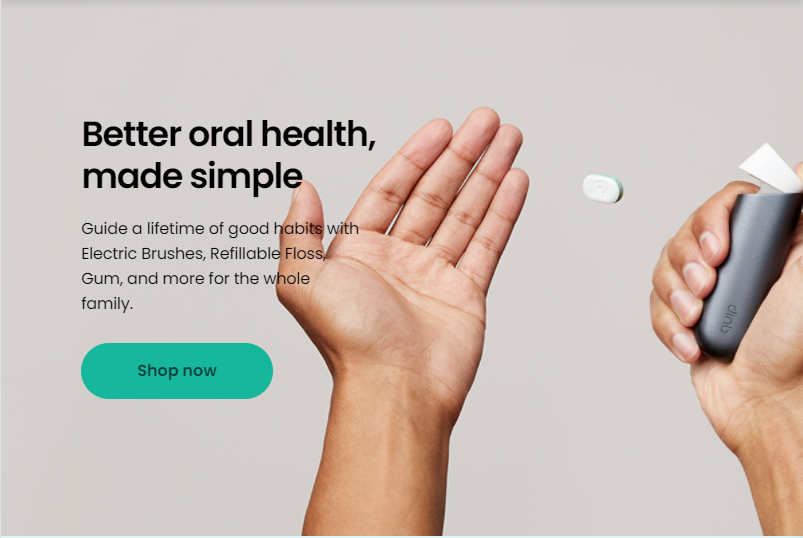 Better oral health,
made simple
Guide a lifetime of good habits with
Electric Brushes, Refillable Floss,
Gum, and more for the whole
family.
Shop now
quip